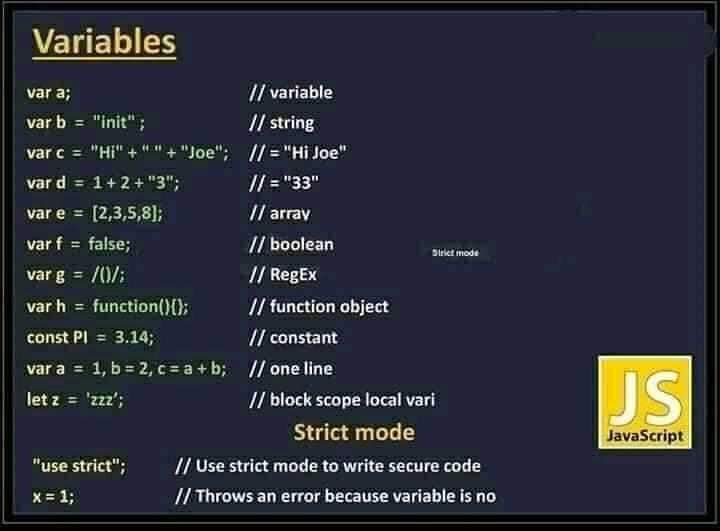 Variables
var a; // variable
var b = "init" ; // string
var c = "Hi" + " " + "Joe"; // = "Hi Joe"
var d = 1 + 2 + "3"; // = "33"
var e = [2,3,5,8]; // array
var f = false; // boolean
Strict mode
var g = /()/; // RegEx
var h = function(){}; // function object
const PI = 3.14; // constant
var a = 1, b = 2, c = a + b; // one line
let z = 'zzz'; // block scope local vari
Strict mode
JS
JavaScript
"use strict"; // Use strict mode to write secure code
x = 1; // Throws an error because variable is no